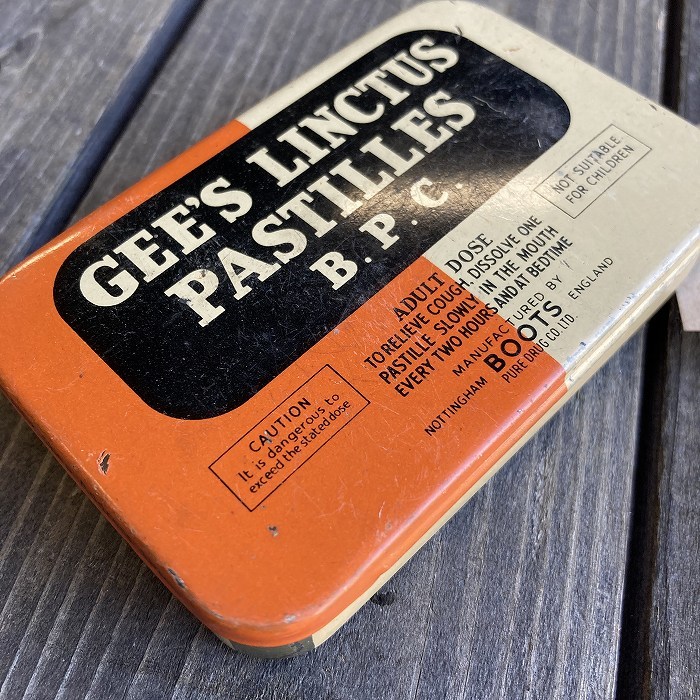 GEE'S LINCTUS
PASTILLES
B. P. C.
NOT SUITABLE
FOR CHILDREN
ADULT DOSE
TO RELIEVE COUGH, DISSOLVE ONE
PASTILLE SLOWLY IN THE MOUTH
EVERY TWO HOURS AND AT BEDTIME
MANUFACTURED BY
NOTTINGHAM BOOTS ENGLAND
PURE DRUG CO. LTD.
CAUTION
It is dangerous to
exceed the stated dose